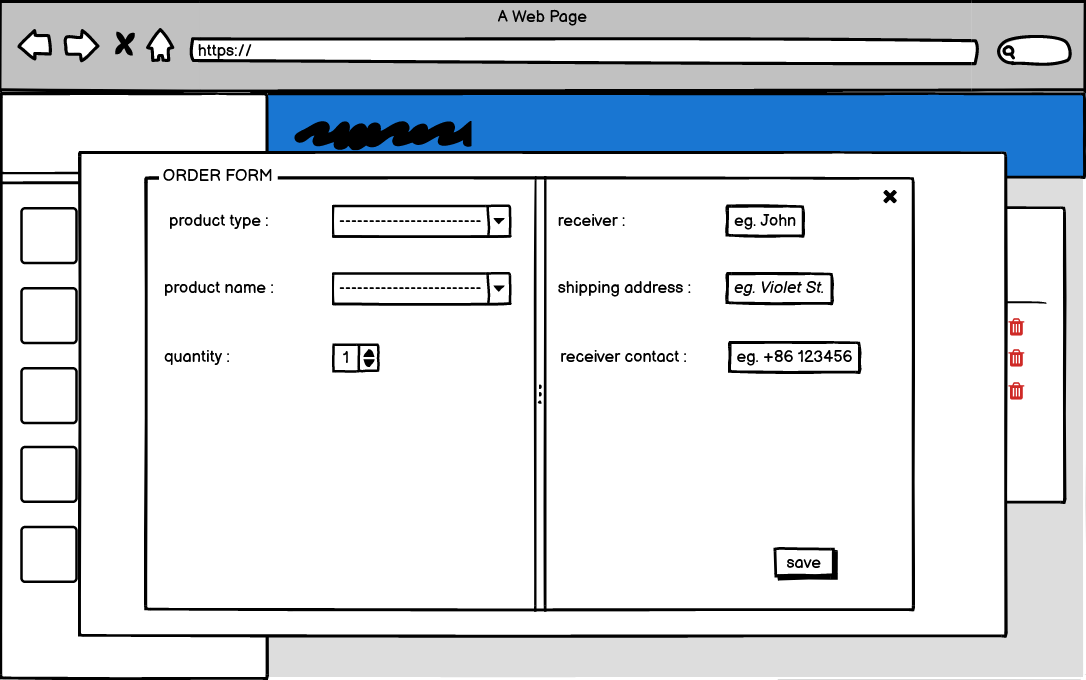 A Web Page
https://
ORDER FORM
product type :
product name :
quantity :
1
receiver :
eg. John
shipping address :
eg. Violet St.
receiver contact :
eg. +86 123456
save